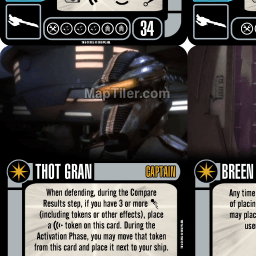 34
MapTiler.com
THOT GRAN
CAPTAIN
BREEN
When defending, during the Compare
Results step, if you have 3 or more
(including tokens or other effects), place
a token on this card. During the
Activation Phase, you may move that token
from this card and place it next to your ship.
Any time
of placin
may plac
use